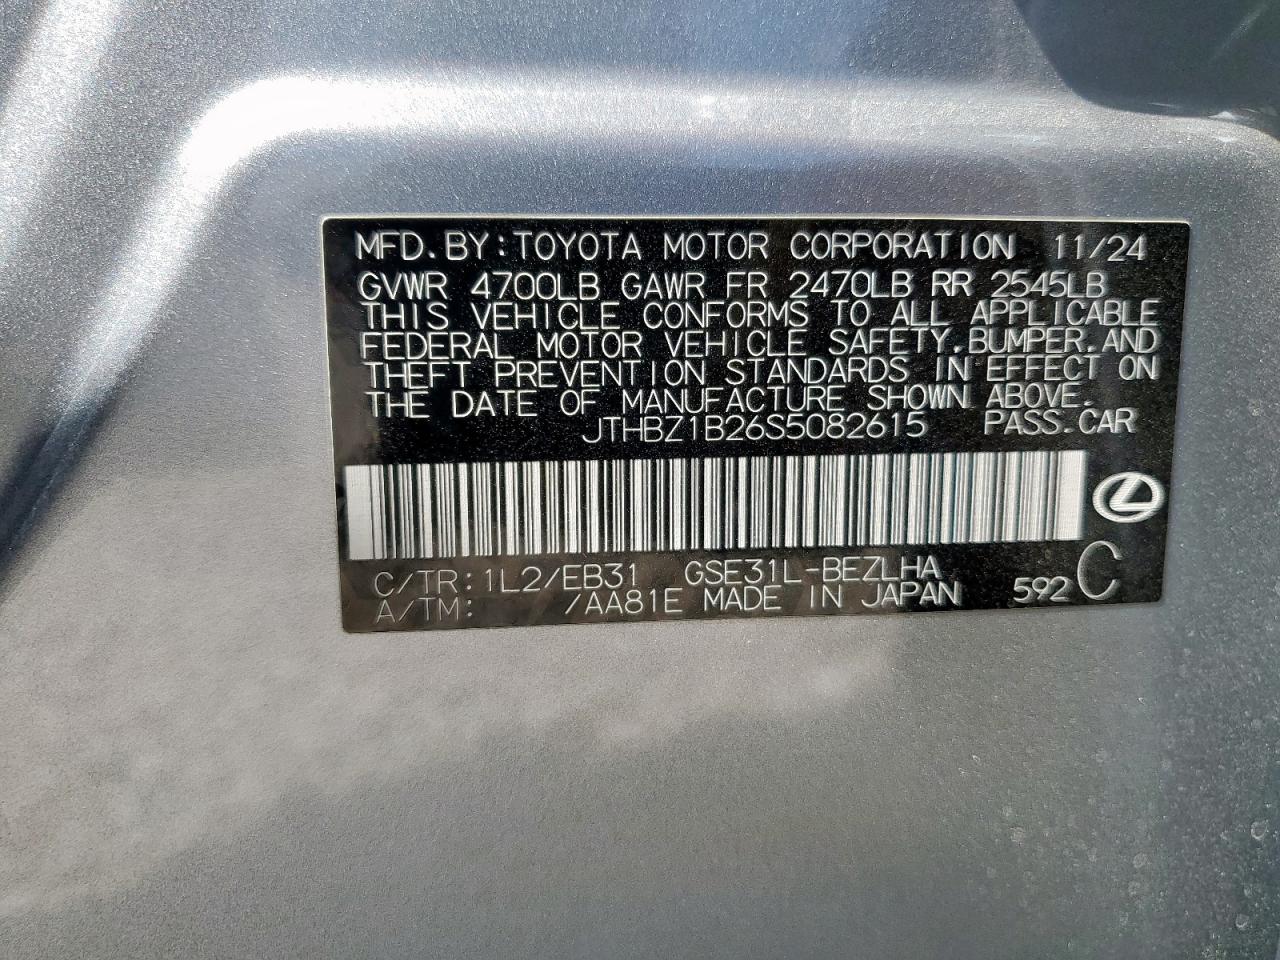 MFD. BY: TOYOTA MOTOR CORPORATION 11/24
GVWR 4700LB GAWR FR 2470LB RR 2545LB
THIS VEHICLE CONFORMS TO ALL APPLICABLE
FEDERAL MOTOR VEHICLE SAFETY, BUMPER, AND
THEFT PREVENTION STANDARDS IN EFFECT ON
THE DATE OF MANUFACTURE SHOWN ABOVE.
JTHBZ1B26S5082615 PASS. CAR
C/TR: 1L2/EB31 GSE31L-BEZLHA
A/TM: /AA81E MADE IN JAPAN 592 C